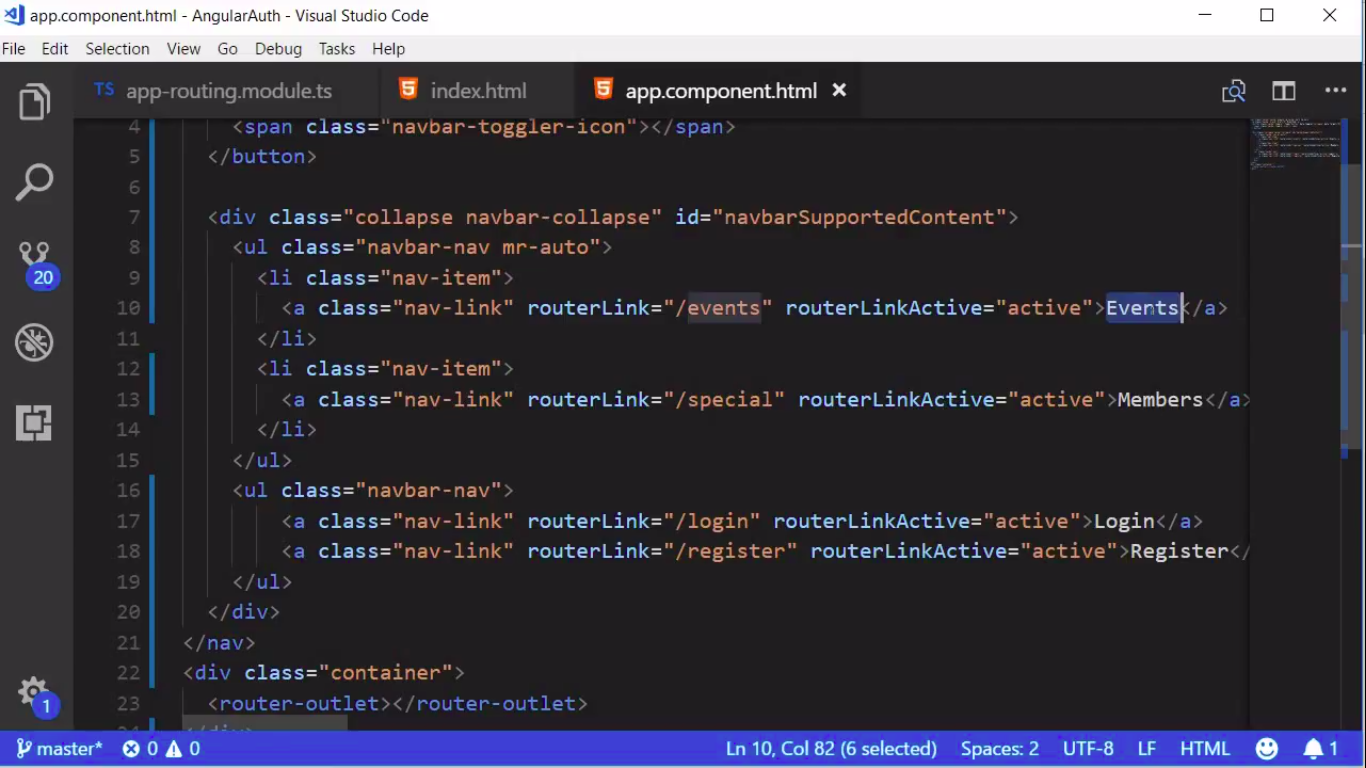 app.component.html - AngularAuth - Visual Studio Code
File Edit Selection View Go Debug Tasks Help
TS app-routing.module.ts index.html app.component.html
4 <span class="navbar-toggler-icon"></span>
5 </button>
6
7 <div class="collapse navbar-collapse" id="navbarSupportedContent">
8 <ul class="navbar-nav mr-auto">
9 <li class="nav-item">
10 <a class="nav-link" routerLink="/events" routerLinkActive="active">Events</a>
11 </li>
12 <li class="nav-item">
13 <a class="nav-link" routerLink="/special" routerLinkActive="active">Members</a>
14 </li>
15 </ul>
16 <ul class="navbar-nav">
17 <a class="nav-link" routerLink="/login" routerLinkActive="active">Login</a>
18 <a class="nav-link" routerLink="/register" routerLinkActive="active">Register</
19 </ul>
20 </div>
21 </nav>
22 <div class="container">
23 <router-outlet></router-outlet>
24 </div>
20
1
master* 0 0 Ln 10, Col 82 (6 selected) Spaces: 2 UTF-8 LF HTML 1